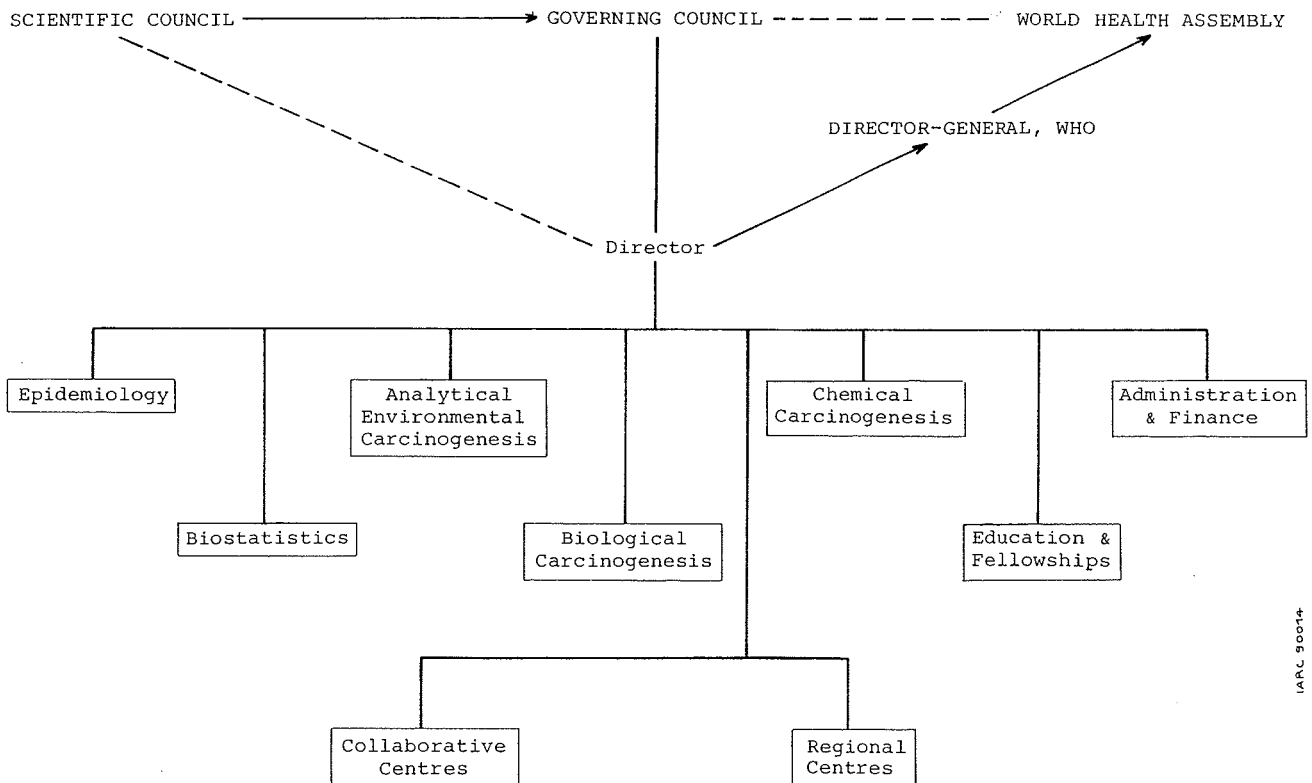 SCIENTIFIC COUNCIL
GOVERNING COUNCIL
WORLD HEALTH ASSEMBLY
DIRECTOR-GENERAL, WHO
Director
Epidemiology
Analytical
Environmental
Carcinogenesis
Chemical
Carcinogenesis
Administration
& Finance
Biostatistics
Biological
Carcinogenesis
Education &
Fellowships
Collaborative
Centres
Regional
Centres
IARC 90014